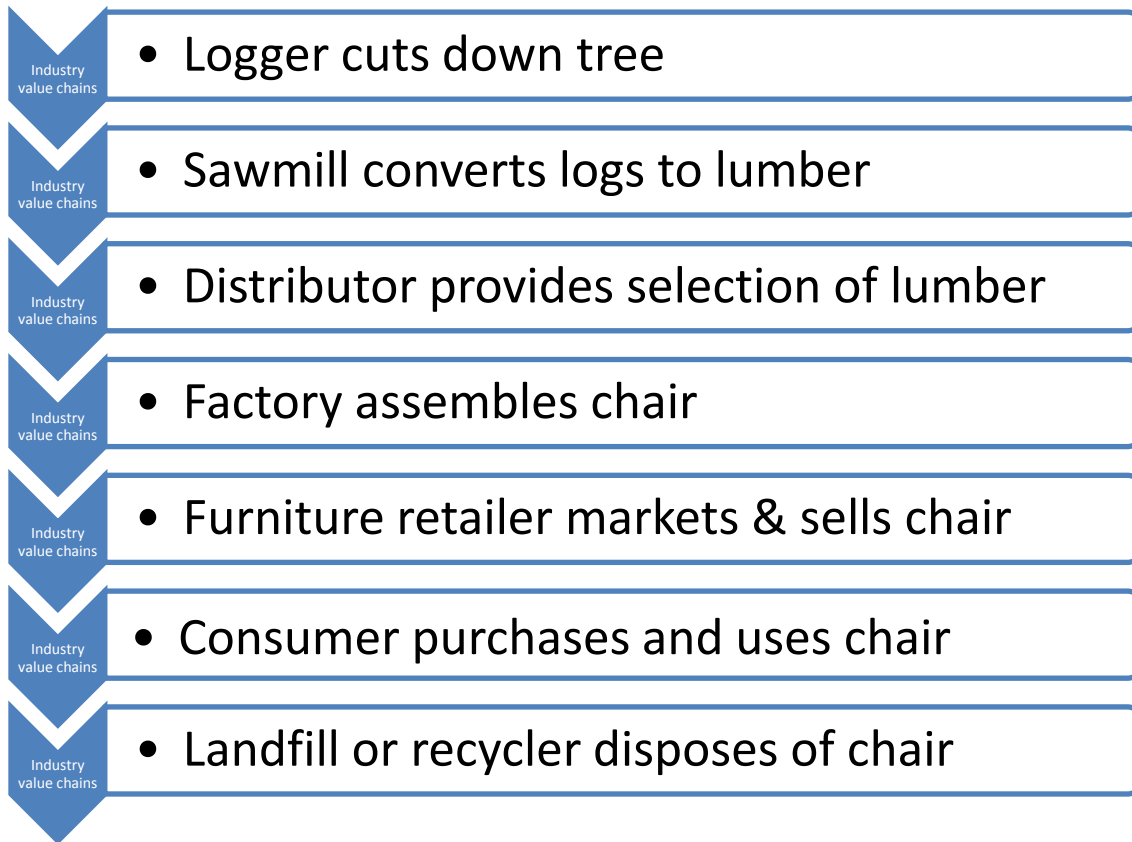 Industry
value chains
• Logger cuts down tree
Industry
value chains
• Sawmill converts logs to lumber
Industry
value chains
• Distributor provides selection of lumber
Industry
value chains
• Factory assembles chair
Industry
value chains
• Furniture retailer markets & sells chair
Industry
value chains
• Consumer purchases and uses chair
Industry
value chains
• Landfill or recycler disposes of chair